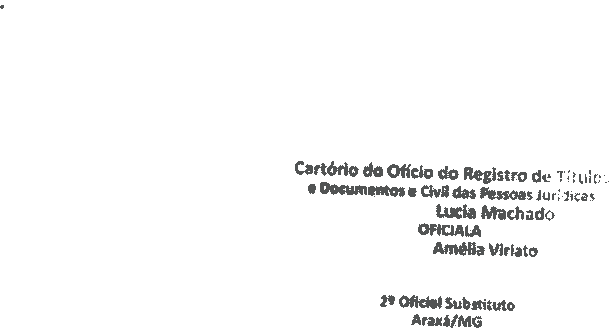 Cartório do Ofício do Registro de Títulos
e Documentos e Civil das Pessoas Jurídicas
Lucia Machado
OFICIALA
Amélia Viriato
2º Oficial Substituto
Araxá/MG